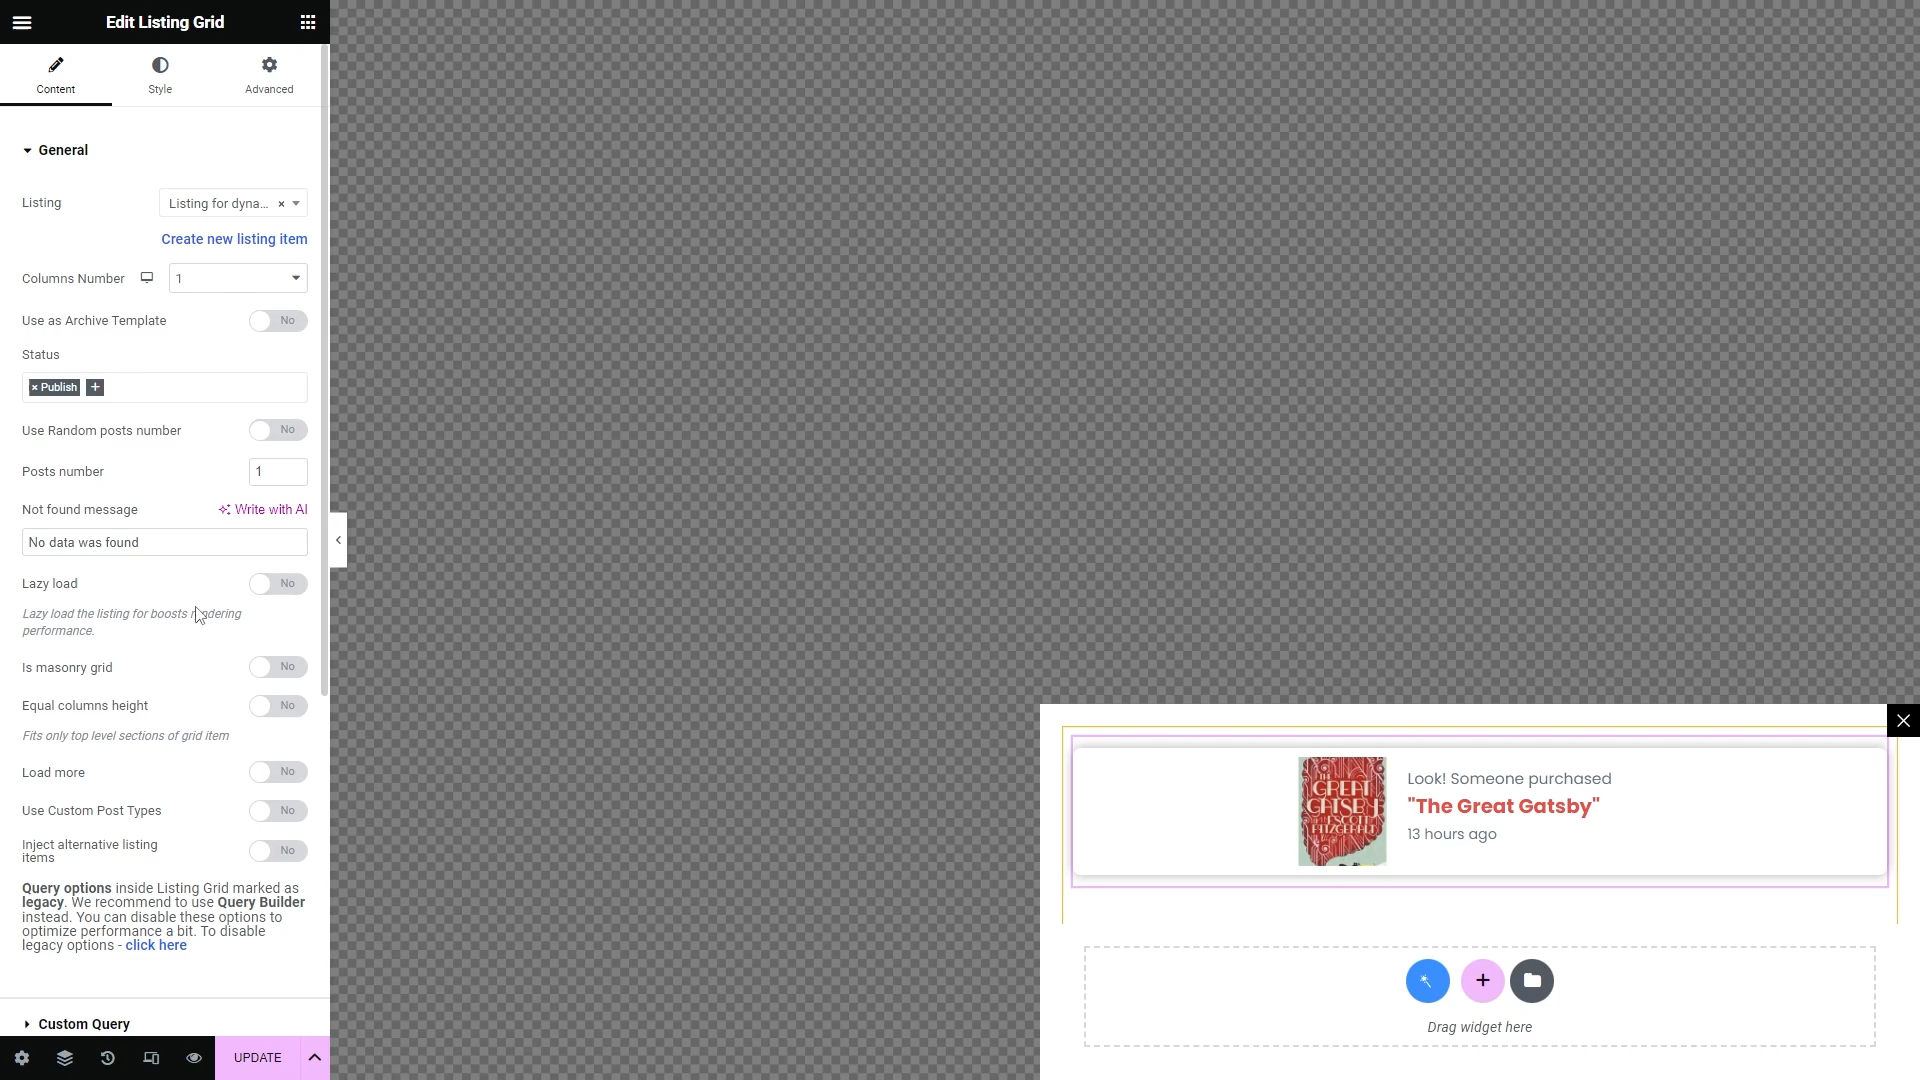 Edit Listing Grid
Content
Style
Advanced
General
Listing
Listing for dyna...
Create new listing item
Columns Number
1
Use as Archive Template
No
Status
× Publish
+
Use Random posts number
No
Posts number
1
Not found message
Write with AI
No data was found
Lazy load
No
Lazy load the listing for boosts rendering
performance.
Is masonry grid
No
Equal columns height
No
Fits only top level sections of grid item
Load more
No
Use Custom Post Types
No
Inject alternative listing
items
No
Query options inside Listing Grid marked as
legacy. We recommend to use Query Builder
instead. You can disable these options to
optimize performance a bit. To disable
legacy options - click here
Custom Query
UPDATE
THE
GREAT
GATSBY
F SCOTT
FITZGERALD
Look! Someone purchased
"The Great Gatsby"
13 hours ago
Drag widget here